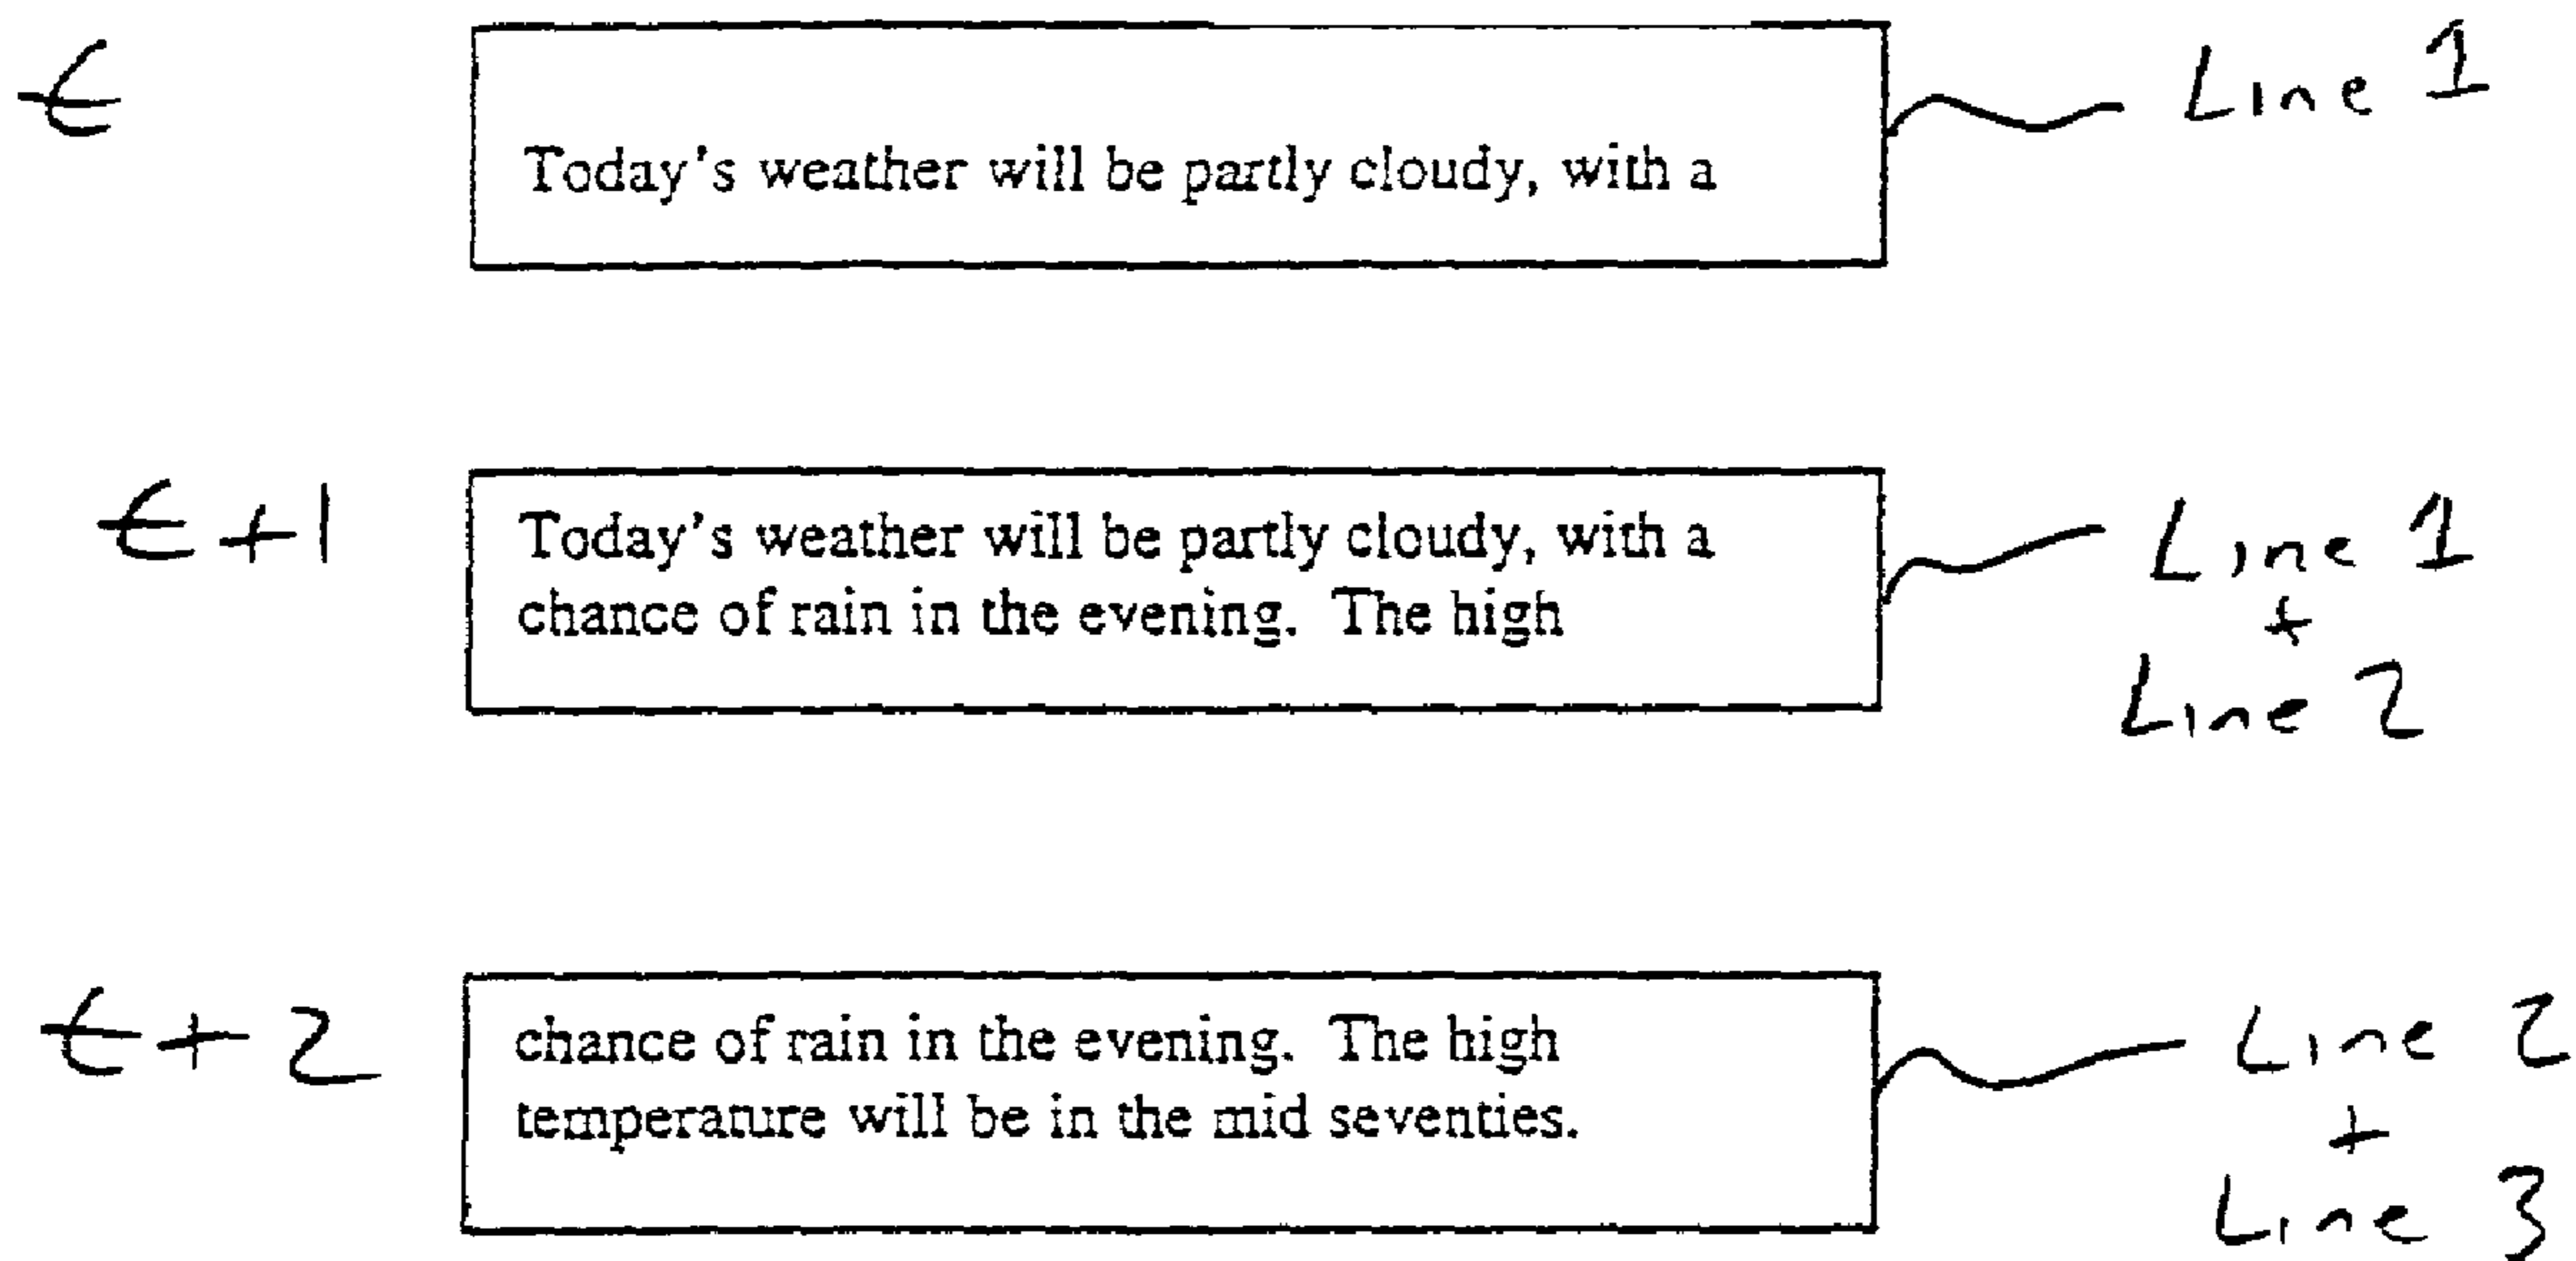 t
Line 1
Today's weather will be partly cloudy, with a
t+1
Today's weather will be partly cloudy, with a
chance of rain in the evening. The high
Line 1
+
Line 2
t+2
chance of rain in the evening. The high
temperature will be in the mid seventies.
Line 2
+
Line 3